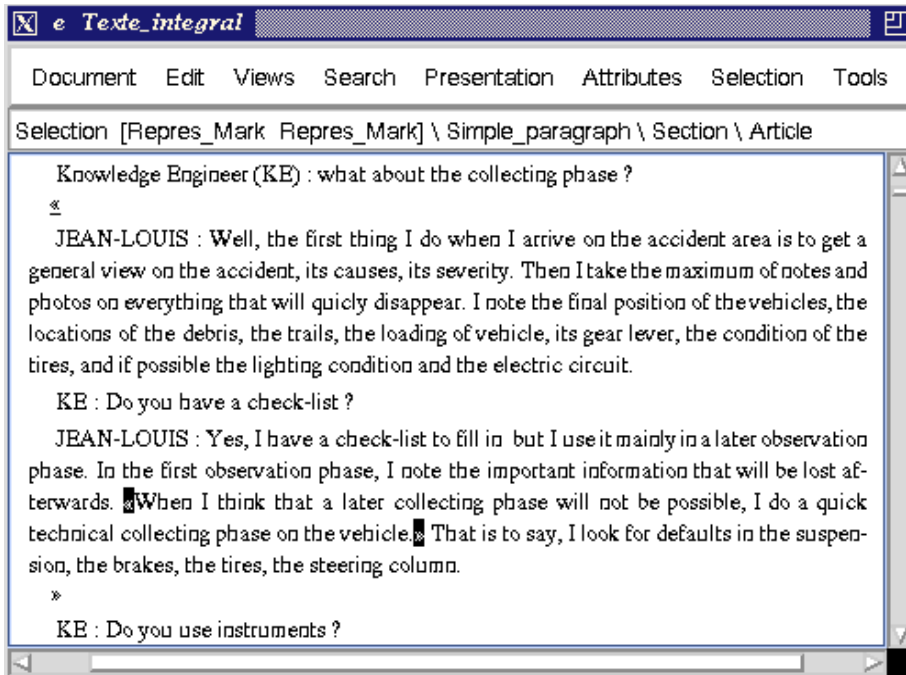 e Texte_integral
Document Edit Views Search Presentation Attributes Selection Tools
Selection [Repres_Mark Repres_Mark] \ Simple_paragraph \ Section \ Article
Knowledge Engineer (KE) : what about the collecting phase ?
«
JEAN-LOUIS : Well, the first thing I do when I arrive on the accident area is to get a
general view on the accident, its causes, its severity. Then I take the maximum of notes and
photos on everything that will quicly disappear. I note the final position of the vehicles, the
locations of the debris, the trails, the loading of vehicle, its gear lever, the condition of the
tires, and if possible the lighting condition and the electric circuit.
KE : Do you have a check-list ?
JEAN-LOUIS : Yes, I have a check-list to fill in but I use it mainly in a later observation
phase. In the first observation phase, I note the important information that will be lost af-
terwards. «When I think that a later collecting phase will not be possible, I do a quick
technical collecting phase on the vehicle.» That is to say, I look for defaults in the suspen-
sion, the brakes, the tires, the steering column.
»
KE : Do you use instruments ?